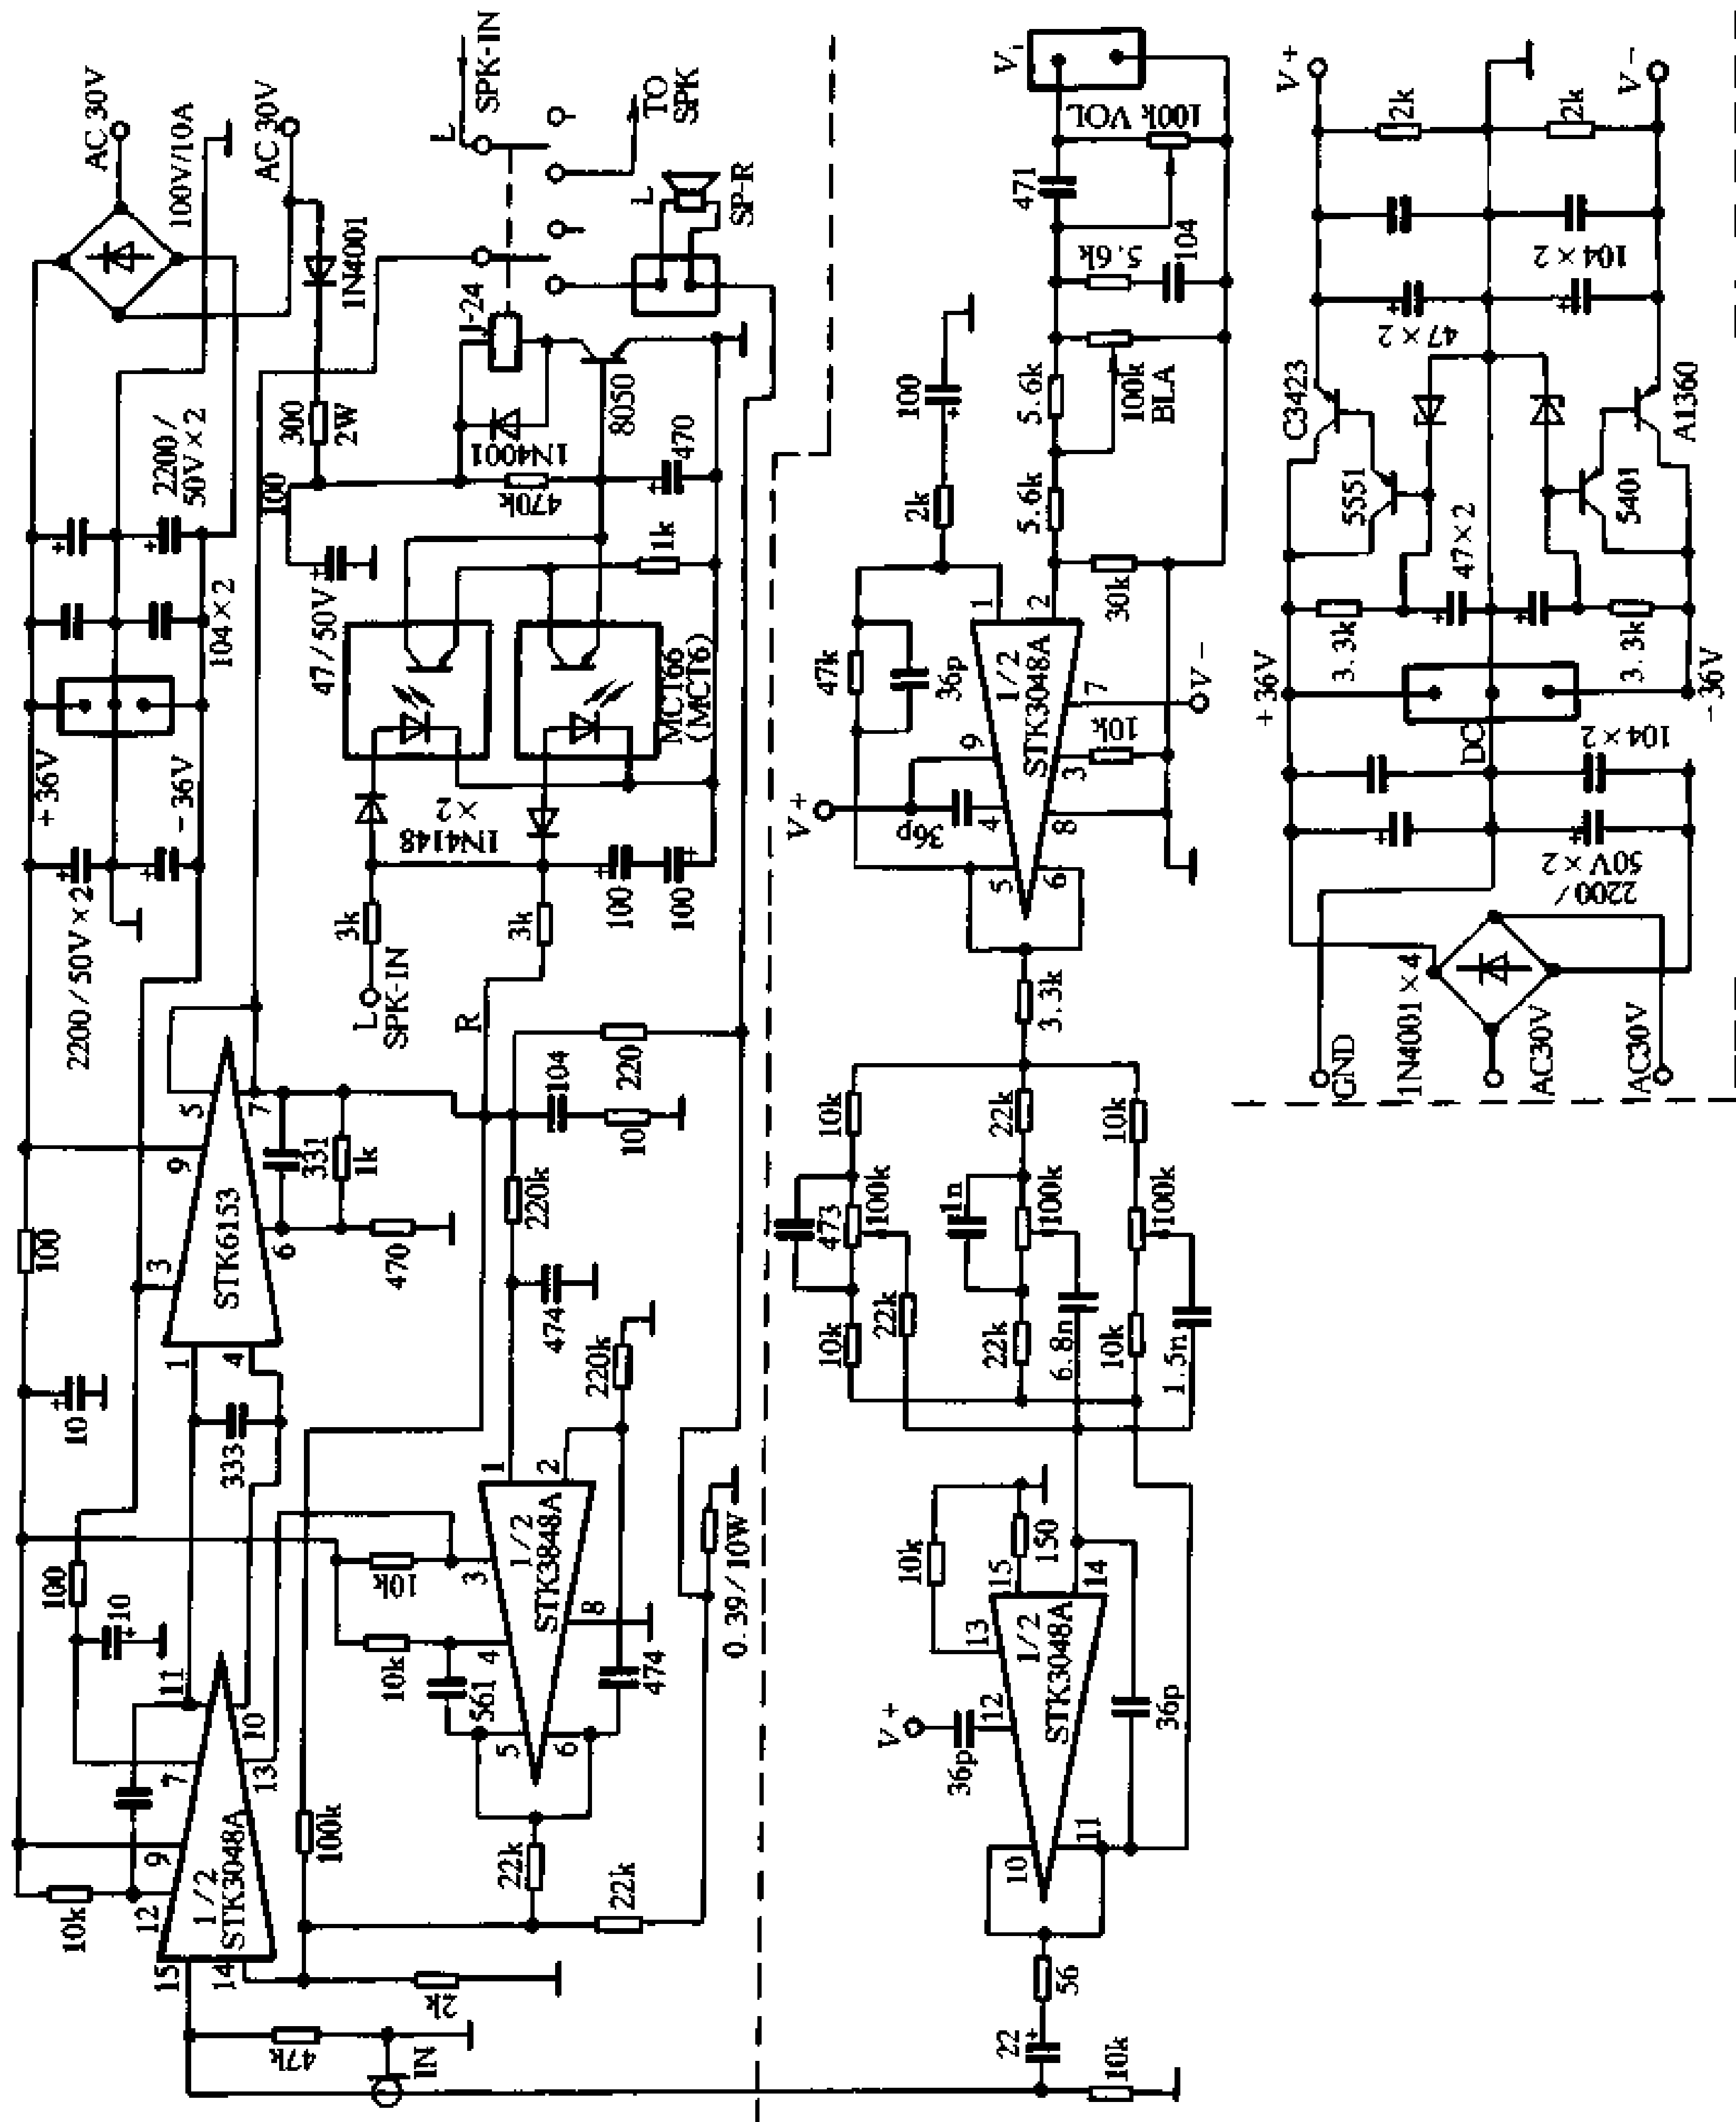 AC 30V
100V/10A
AC 30V
1N4001
SPK-IN
L
TO
SPK
L
SP-R
+36V
-36V
2200/
50V×2
104×2
2200/50V×2
100
300
2W
J-24
1N4001
8050
470k
470
1k
47/50V
MCT66
(MCT6)
1N4148
×2
3k
3k
L
SPK-IN
R
100
100
100
10
100
10
STK6153
1
3
4
5
6
7
9
333
331
1k
470
104
10
220
220k
474
220k
474
1/2
STK3048A
7
9
10
11
12
13
14
15
10k
1/2
STK3848A
1
2
3
4
5
6
8
10k
10k
561
22k
22k
100k
2k
47k
IN
0.39/10W
V i
471
100k VOL
5.6k
104
100k
BLA
5.6k
5.6k
100
2k
30k
47k
36p
1/2
STK3048A
1
2
3
4
5
6
7
8
9
10k
V-
V+
36p
3.3k
10k
22k
10k
473
100k
1n
100k
100k
10k
22k
22k
6.8n
10k
1.5n
10k
150
1/2
STK3048A
10
11
12
13
14
15
V+
36p
36p
56
22
10k
V+
V-
2k
2k
104×2
47×2
C3423
A1360
5551
5401
47×2
3.3k
3.3k
+36V
-36V
DC
104×2
2200/
50V×2
1N4001×4
GND
AC30V
AC30V